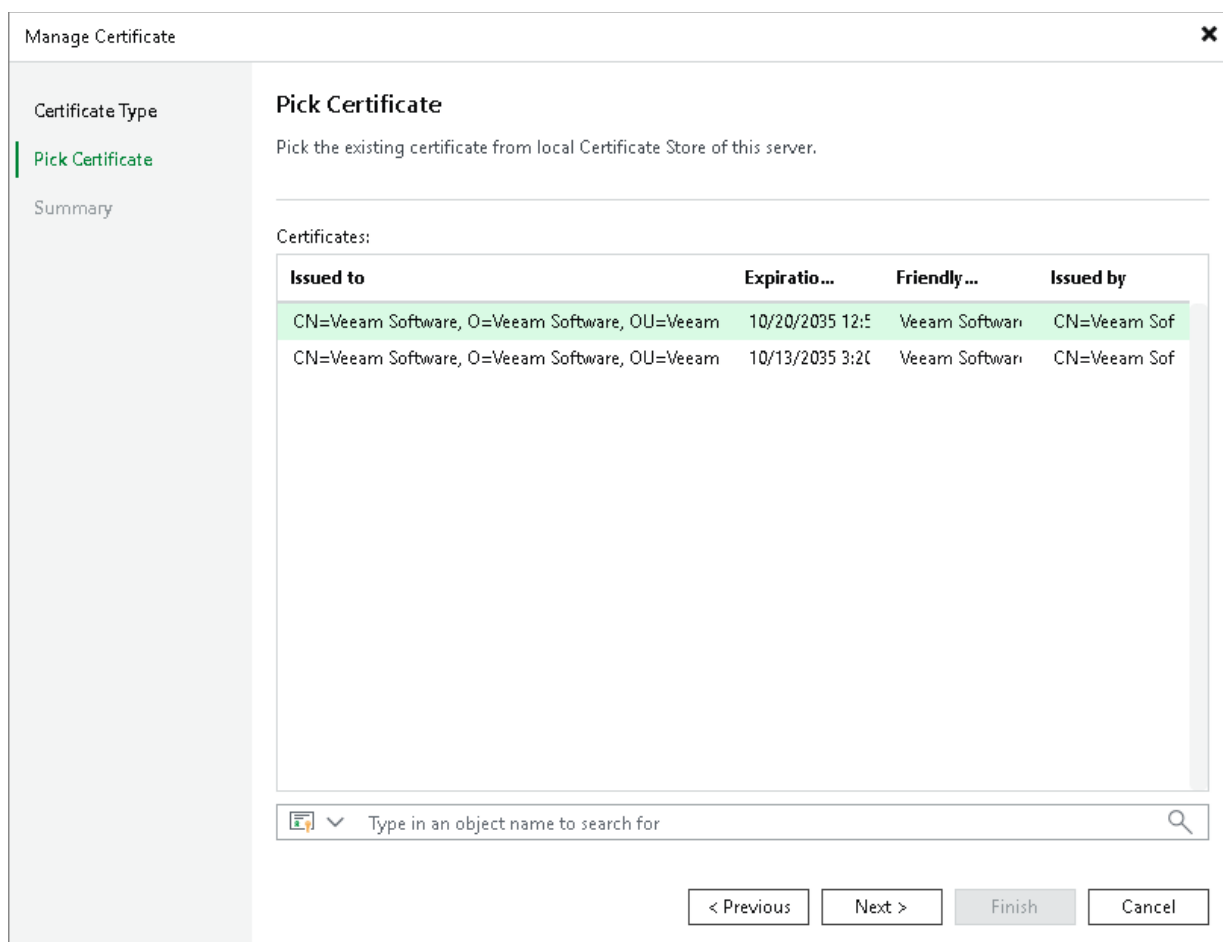 Manage Certificate
Certificate Type
Pick Certificate
Summary
Pick Certificate
Pick the existing certificate from local Certificate Store of this server.
Certificates:
Issued to Expiratio... Friendly... Issued by
CN=Veeam Software, O=Veeam Software, OU=Veeam 10/20/2035 12:5 Veeam Softwar CN=Veeam Sof
CN=Veeam Software, O=Veeam Software, OU=Veeam 10/13/2035 3:20 Veeam Softwar CN=Veeam Sof
Type in an object name to search for
< Previous Next > Finish Cancel